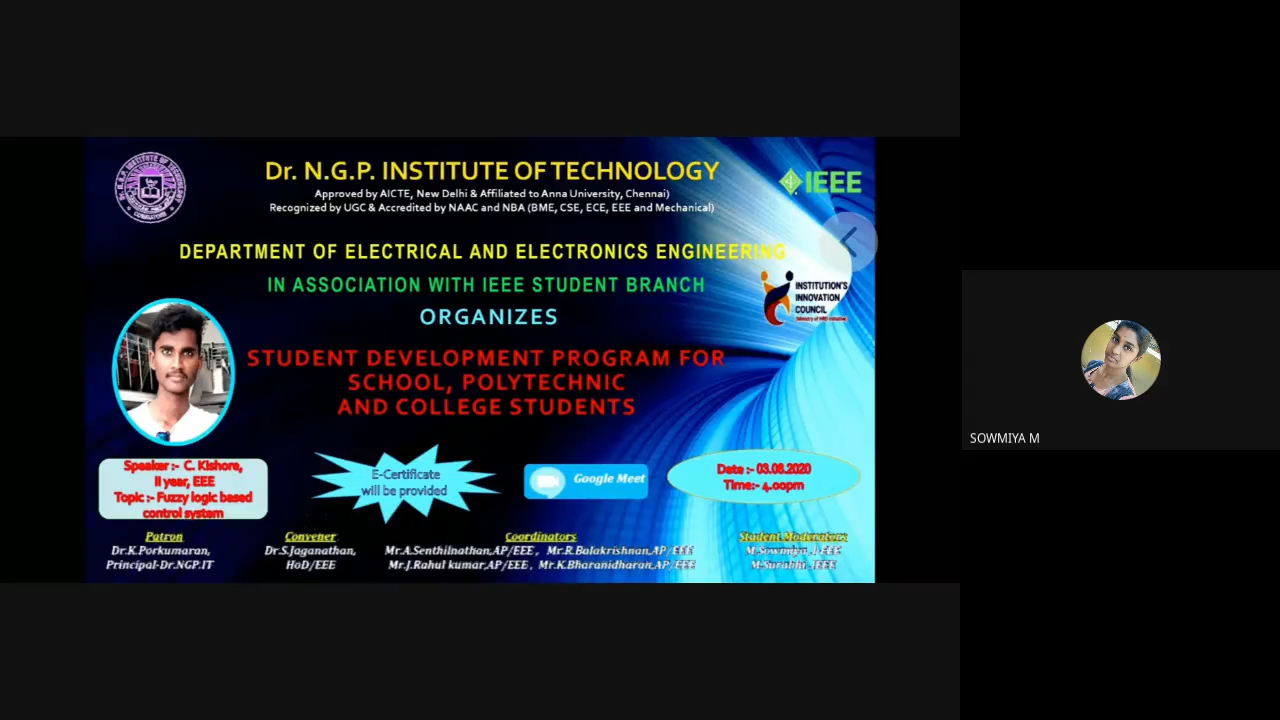 Dr. N.G.P. INSTITUTE OF TECHNOLOGY
Approved by AICTE, New Delhi & Affiliated to Anna University, Chennai)
Recognized by UGC & Accredited by NAAC and NBA (BME, CSE, ECE, EEE and Mechanical)
IEEE
DEPARTMENT OF ELECTRICAL AND ELECTRONICS ENGINEERING
IN ASSOCIATION WITH IEEE STUDENT BRANCH
ORGANIZES
INSTITUTION'S
INNOVATION
COUNCIL
STUDENT DEVELOPMENT PROGRAM FOR
SCHOOL, POLYTECHNIC
AND COLLEGE STUDENTS
Speaker :- C. Kishore,
II year, EEE
Topic :- Fuzzy logic based
control system
E-Certificate
will be provided
Google Meet
Date :- 03.08.2020
Time:- 4.00pm
Patron
Dr.K.Porkumaran,
Principal-Dr.NGP.IT
Convener
Dr.S.Jaganathan,
HoD/EEE
Coordinators
Mr.A.Senthilnathan,AP/EEE , Mr.R.Balakrishnan,AP/EEE
Mr.J.Rahul kumar,AP/EEE , Mr.K.Bharanidharan,AP/EEE
Student Moderators
M.Sowmiya
M.Surabhi
SOWMIYA M